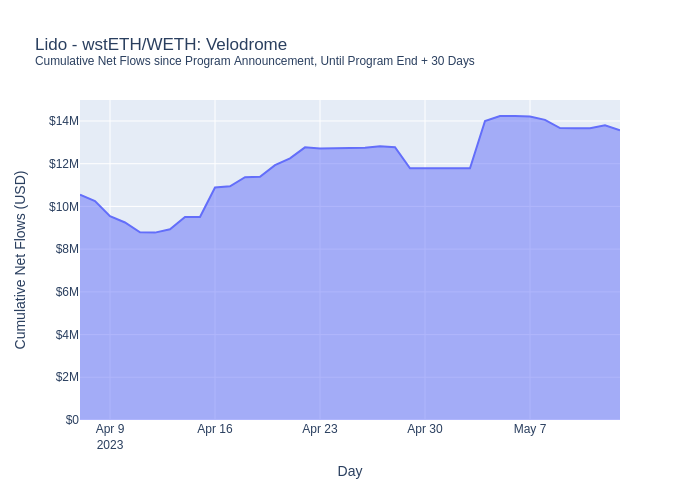 Lido - wstETH/WETH: Velodrome
Cumulative Net Flows since Program Announcement, Until Program End + 30 Days
Cumulative Net Flows (USD)
$14M
$12M
$10M
$8M
$6M
$4M
$2M
$0
Apr 9
2023
Apr 16
Apr 23
Apr 30
May 7
Day